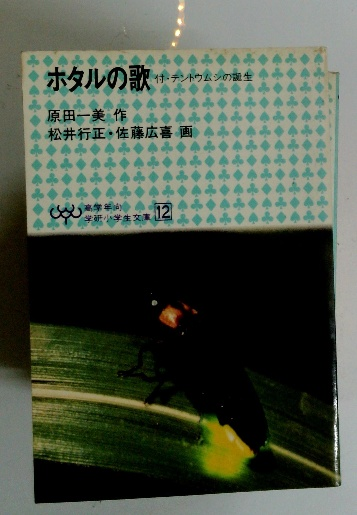 ホタルの歌 付・テントウムシの誕生
原田一美 作
松井行正・佐藤広喜 画
高学年向
学研小学生文庫 12